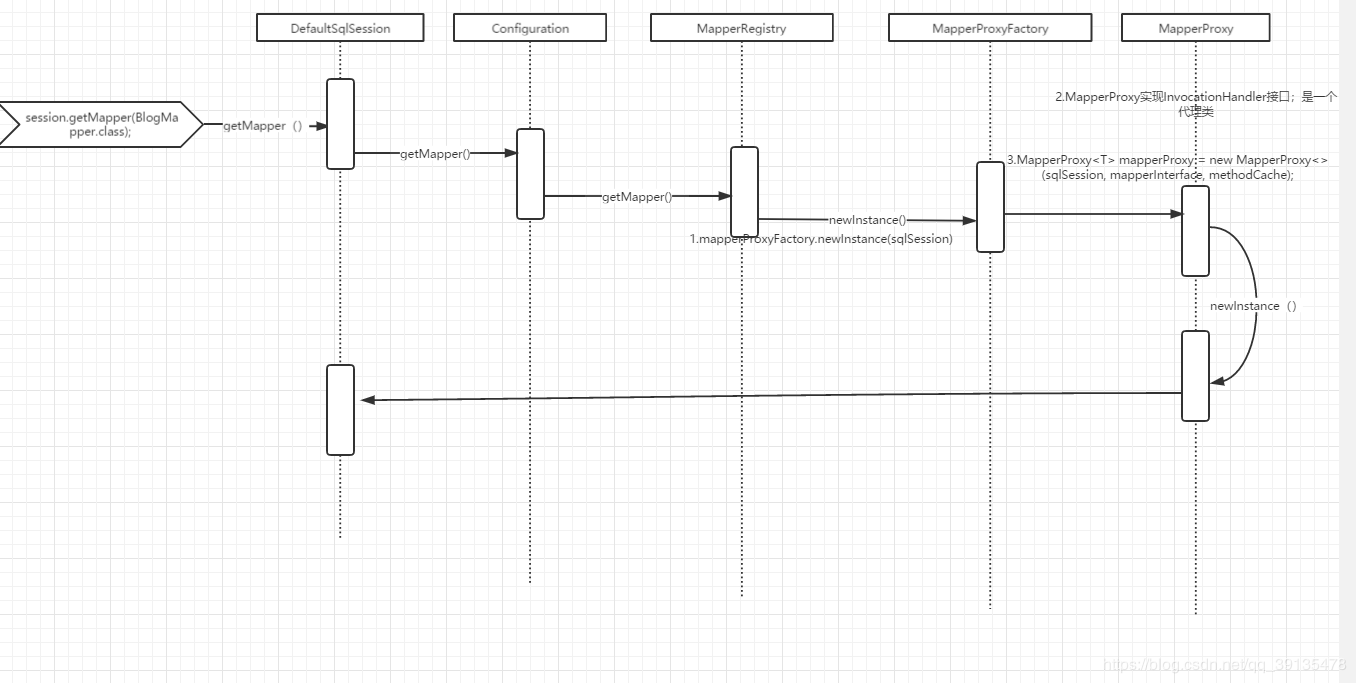 DefaultSqlSession
Configuration
MapperRegistry
MapperProxyFactory
MapperProxy
2.MapperProxy实现InvocationHandler接口；是一个
代理类
session.getMapper(BlogMa
pper.class);
getMapper（）
getMapper()
3.MapperProxy<T> mapperProxy = new MapperProxy<>
(sqlSession, mapperInterface, methodCache);
getMapper()
newInstance()
1.mapperProxyFactory.newInstance(sqlSession)
newInstance（）
https://blog.csdn.net/qq_39135478